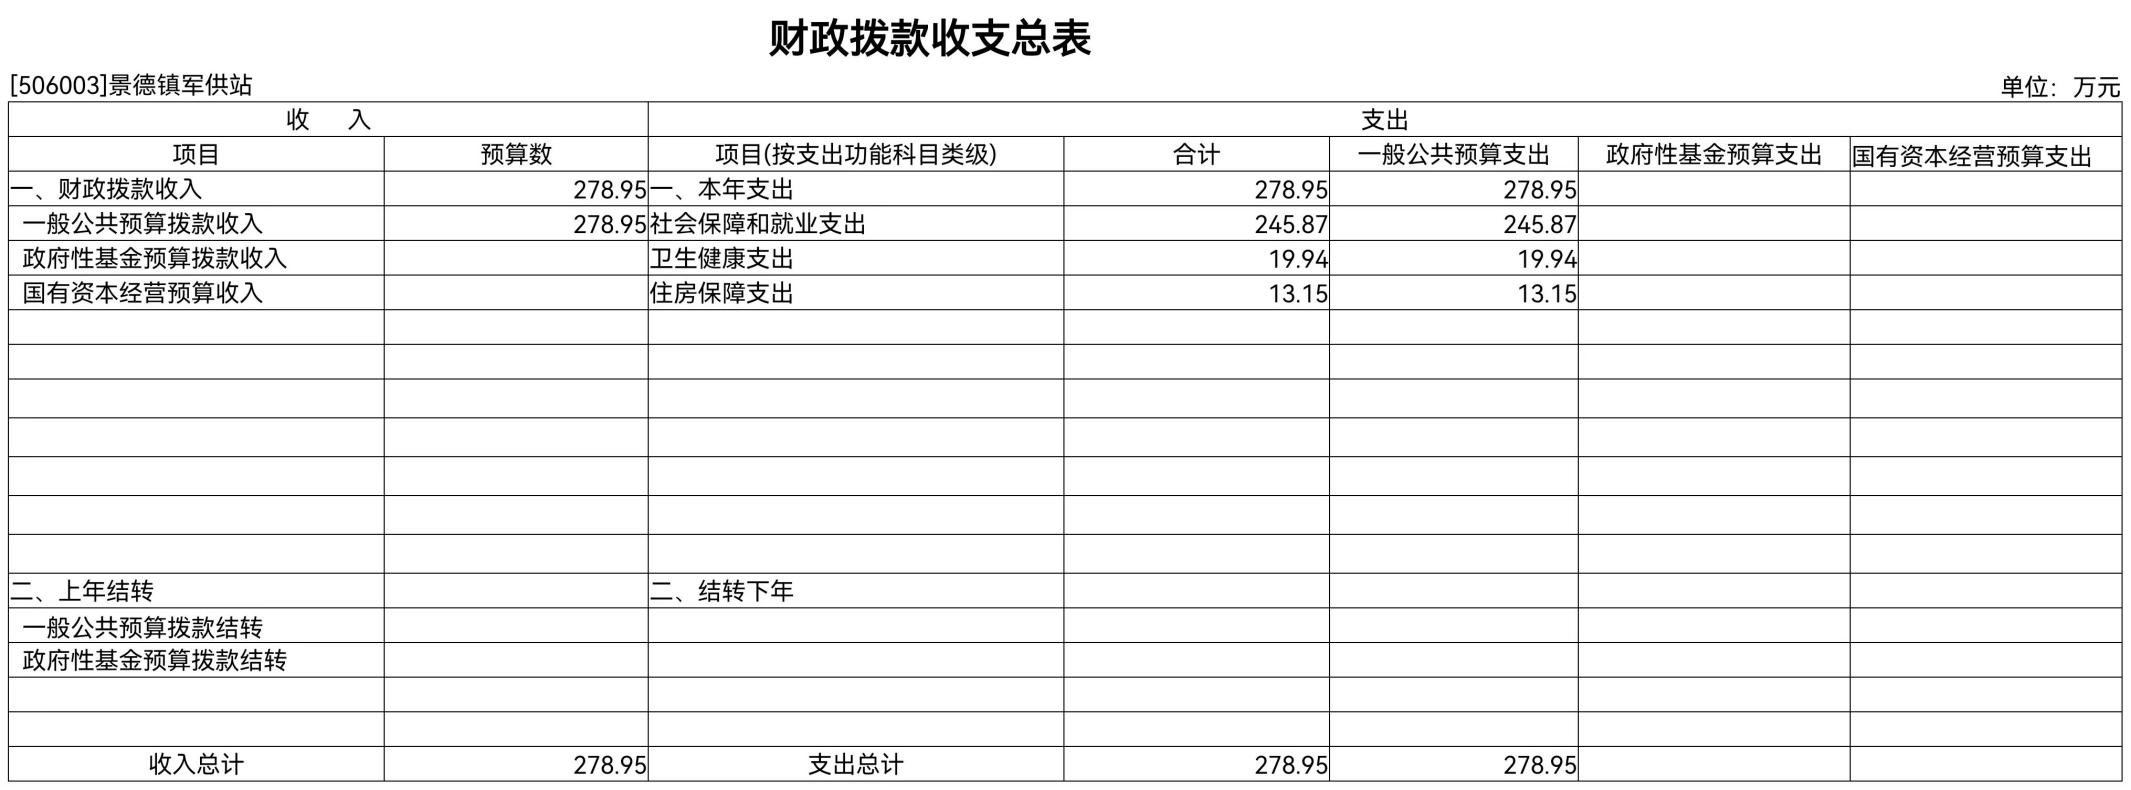 财政拨款收支总表
[506003]景德镇军供站 单位：万元
收 入 支出
项目 预算数 项目(按支出功能科目类级) 合计 一般公共预算支出 政府性基金预算支出 国有资本经营预算支出
一、财政拨款收入 278.95 一、本年支出 278.95 278.95
一般公共预算拨款收入 278.95 社会保障和就业支出 245.87 245.87
政府性基金预算拨款收入 卫生健康支出 19.94 19.94
国有资本经营预算收入 住房保障支出 13.15 13.15
二、上年结转 二、结转下年
一般公共预算拨款结转
政府性基金预算拨款结转
收入总计 278.95 支出总计 278.95 278.95